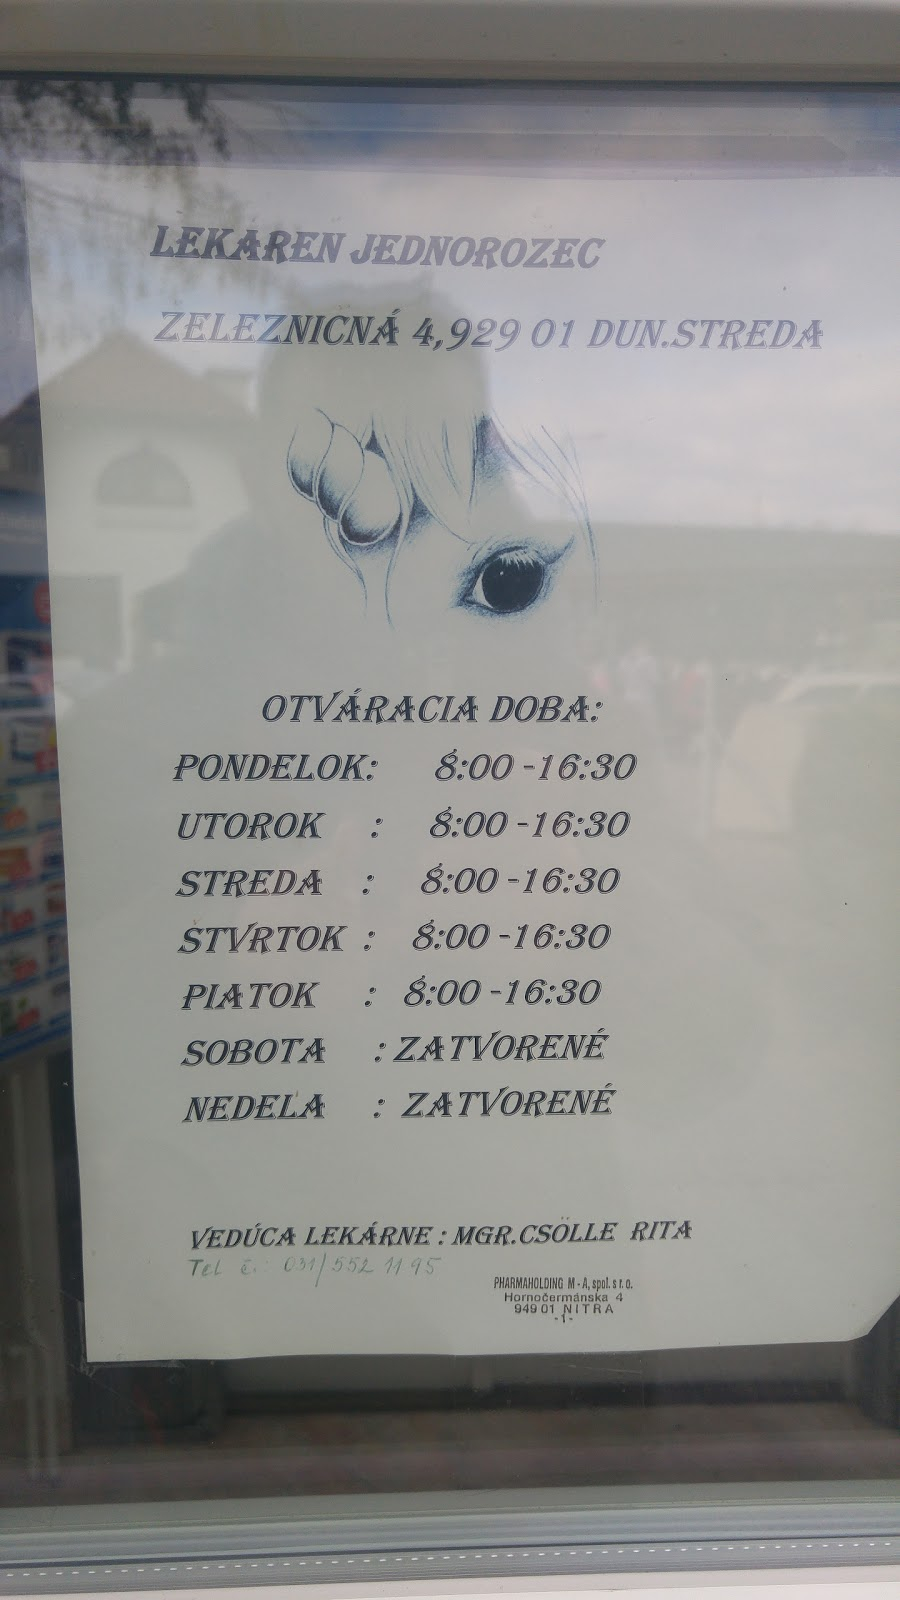 LEKÁREN JEDNOROZEC
ŽELEZNICNÁ 4,929 01 DUN.STREDA
OTVÁRACIA DOBA:
PONDELOK: 8:00 -16:30
UTOROK : 8:00 -16:30
STREDA : 8:00 -16:30
ŠTVRTOK : 8:00 -16:30
PIATOK : 8:00 -16:30
SOBOTA : ZATVORENÉ
NEDELA : ZATVORENÉ
VEDÚCA LEKÁRNE : MGR.CSÖLLE RITA
Tel č.: 031/552 11 95
PHARMAHOLDING M - A, spol. s r. o.
Hornočermánska 4
949 01 NITRA
-1-